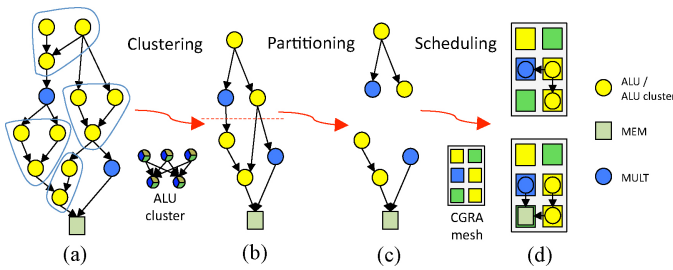 Clustering
Partitioning
Scheduling
ALU /
ALU cluster
MEM
MULT
ALU
cluster
CGRA
mesh
(a)
(b)
(c)
(d)